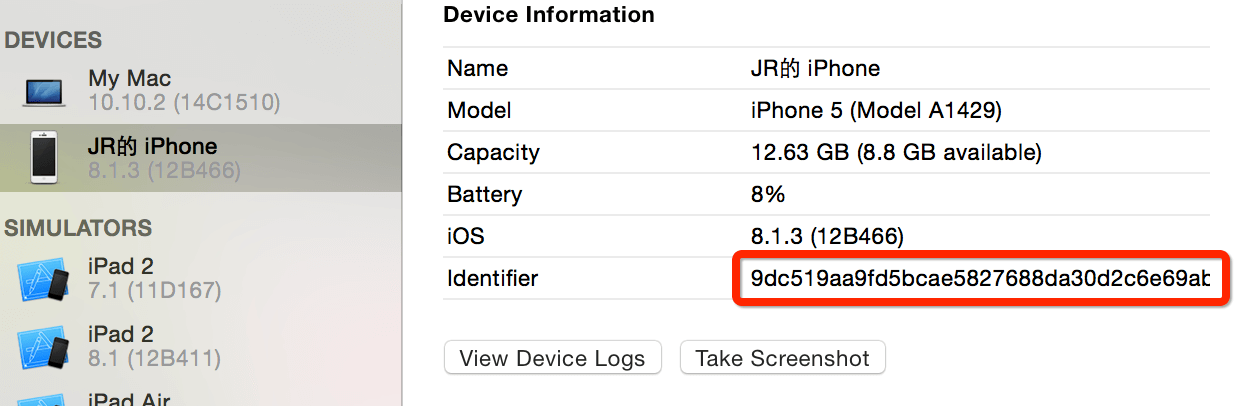 DEVICES
My Mac
10.10.2 (14C1510)
JR的 iPhone
8.1.3 (12B466)
SIMULATORS
iPad 2
7.1 (11D167)
iPad 2
8.1 (12B411)
iPad Air
Device Information
Name JR的 iPhone
Model iPhone 5 (Model A1429)
Capacity 12.63 GB (8.8 GB available)
Battery 8%
iOS 8.1.3 (12B466)
Identifier 9dc519aa9fd5bcae5827688da30d2c6e69ab
View Device Logs Take Screenshot